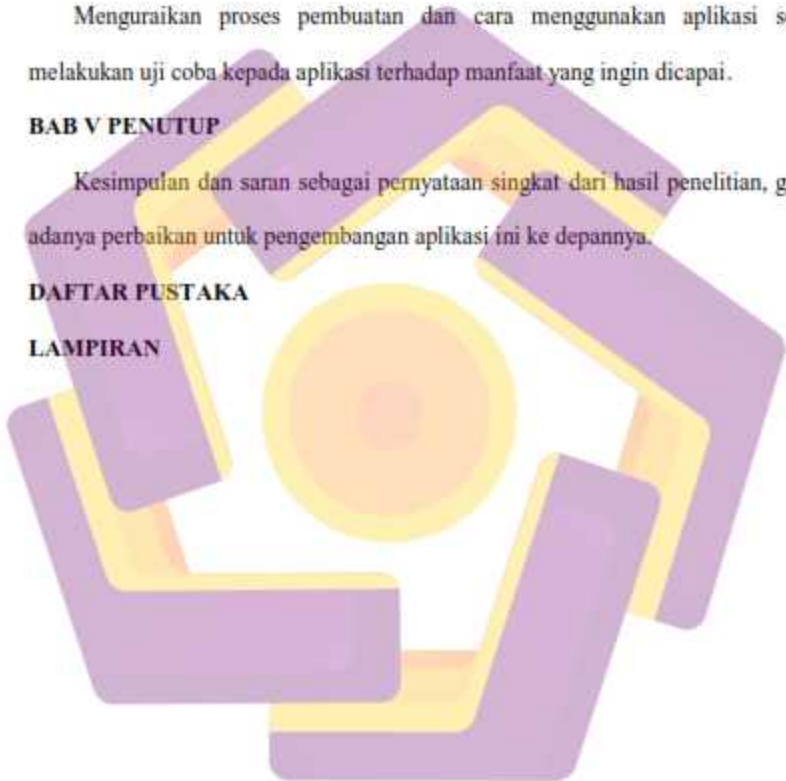 Menguraikan proses pembuatan dan cara menggunakan aplikasi se
melakukan uji coba kepada aplikasi terhadap manfaat yang ingin dicapai.
BAB V PENUTUP
Kesimpulan dan saran sebagai pernyataan singkat dari hasil penelitian, g
adanya perbaikan untuk pengembangan aplikasi ini ke depannya.
DAFTAR PUSTAKA
LAMPIRAN